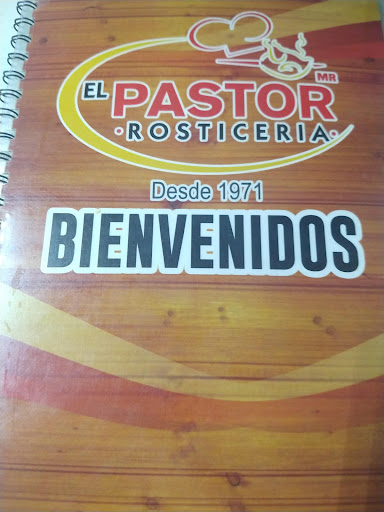 EL PASTOR MR
·ROSTICERIA·
Desde 1971
BIENVENIDOS